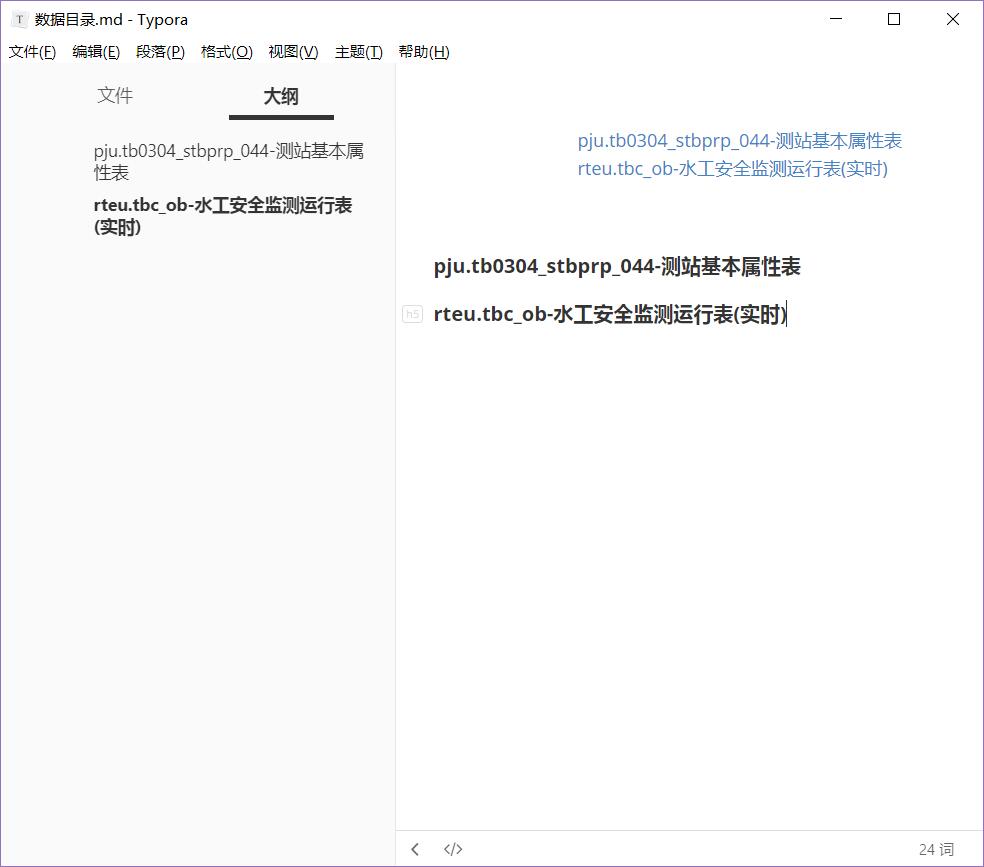 T 数据目录.md - Typora
文件(F) 编辑(E) 段落(P) 格式(O) 视图(V) 主题(T) 帮助(H)
文件 大纲
pju.tb0304_stbprp_044-测站基本属
性表
rteu.tbc_ob-水工安全监测运行表
(实时)
pju.tb0304_stbprp_044-测站基本属性表
rteu.tbc_ob-水工安全监测运行表(实时)
pju.tb0304_stbprp_044-测站基本属性表
h5 rteu.tbc_ob-水工安全监测运行表(实时)
</> 24 词